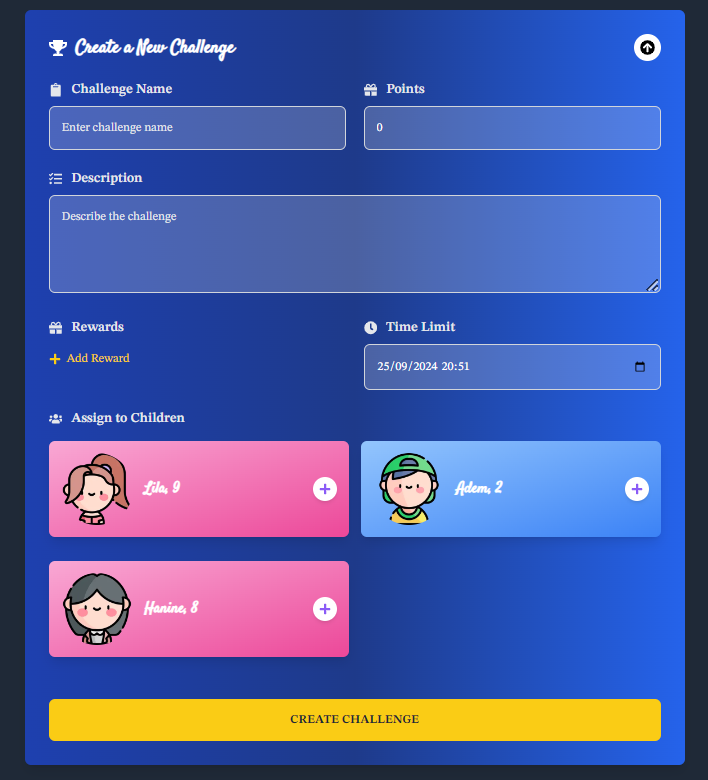 Create a New Challenge
Challenge Name
Points
Enter challenge name
0
Description
Describe the challenge
Rewards
Time Limit
Add Reward
25/09/2024 20:51
Assign to Children
Lila, 9
Adem, 2
Hanine, 8
CREATE CHALLENGE